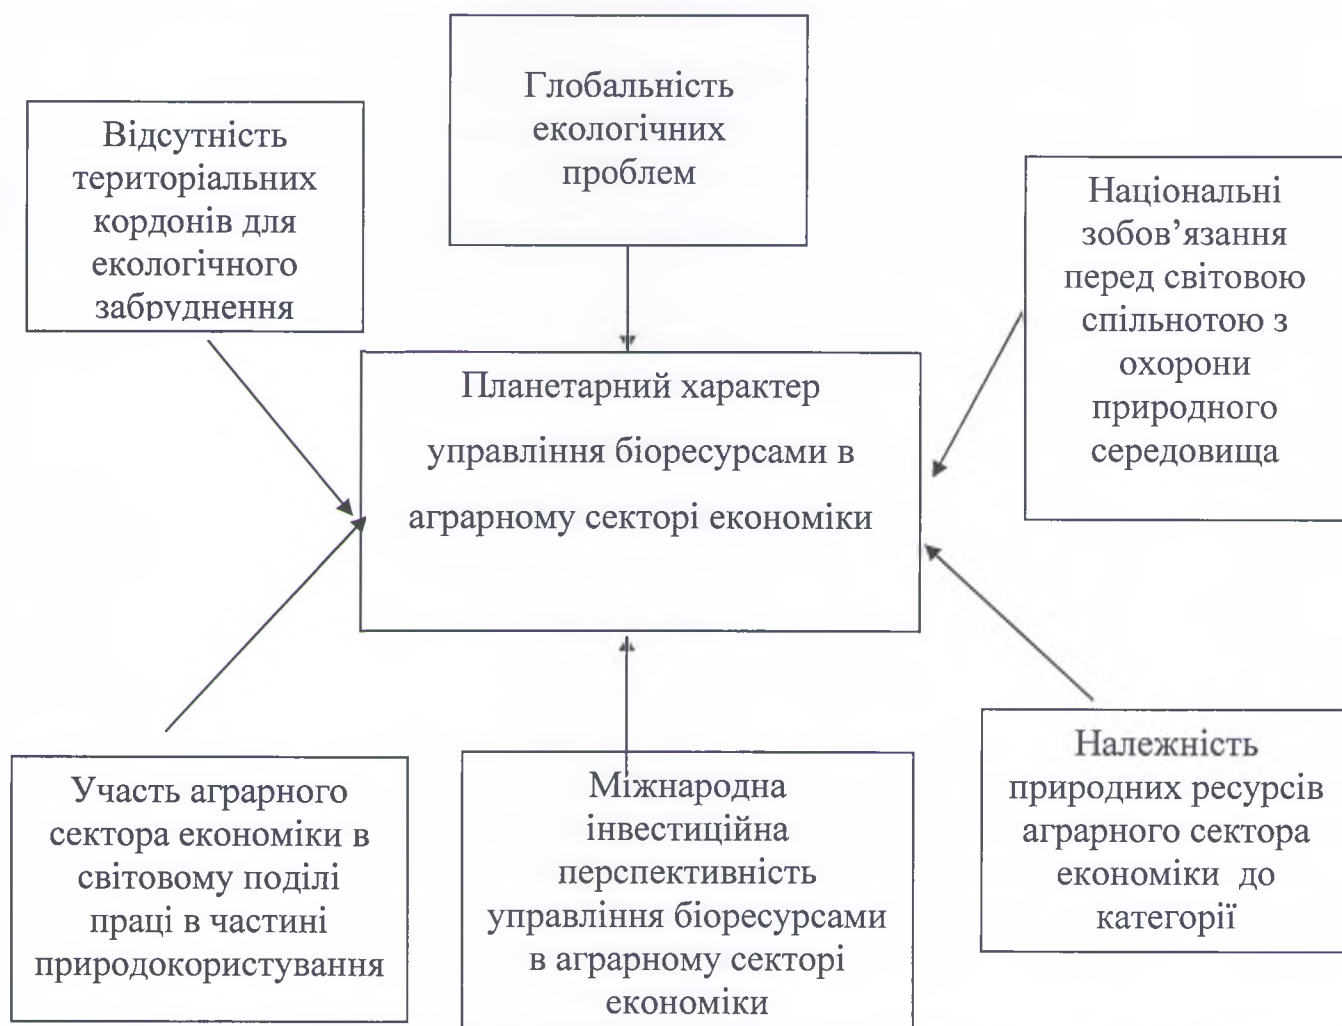 Глобальність
екологічних
проблем
Відсутність
територіальних
кордонів для
екологічного
забруднення
Національні
зобов’язання
перед світовою
спільнотою з
охорони
природного
середовища
Планетарний характер
управління біоресурсами в
аграрному секторі економіки
Участь аграрного
сектора економіки в
світовому поділі
праці в частині
природокористування
Міжнародна
інвестиційна
перспективність
управління біоресурсами
в аграрному секторі
економіки
Належність
природних ресурсів
аграрного сектора
економіки до
категорії